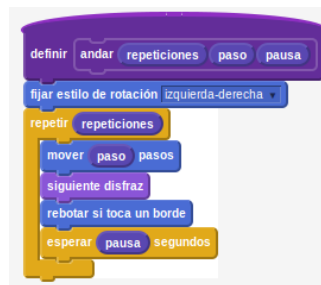 definir andar repeticiones paso pausa
fijar estilo de rotación izquierda-derecha
repetir repeticiones
mover paso pasos
siguiente disfraz
rebotar si toca un borde
esperar pausa segundos